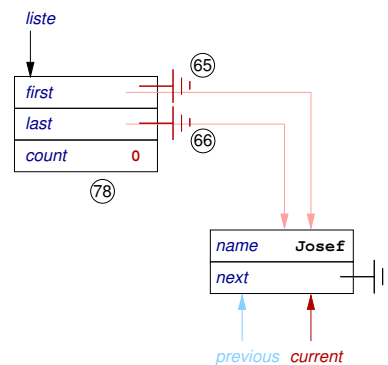 liste
65
first
last
66
count 0
78
name Josef
next
previous current